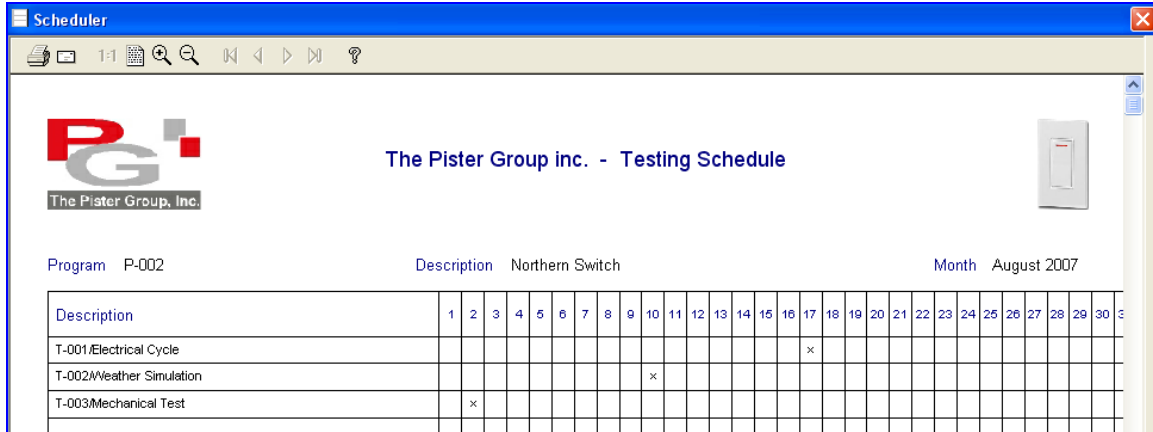 Scheduler
1:1
PG
The Pister Group, Inc.
The Pister Group inc. - Testing Schedule
Program P-002 Description Northern Switch Month August 2007
Description 1 2 3 4 5 6 7 8 9 10 11 12 13 14 15 16 17 18 19 20 21 22 23 24 25 26 27 28 29 30
T-001/Electrical Cycle x
T-002/Weather Simulation x
T-003/Mechanical Test x